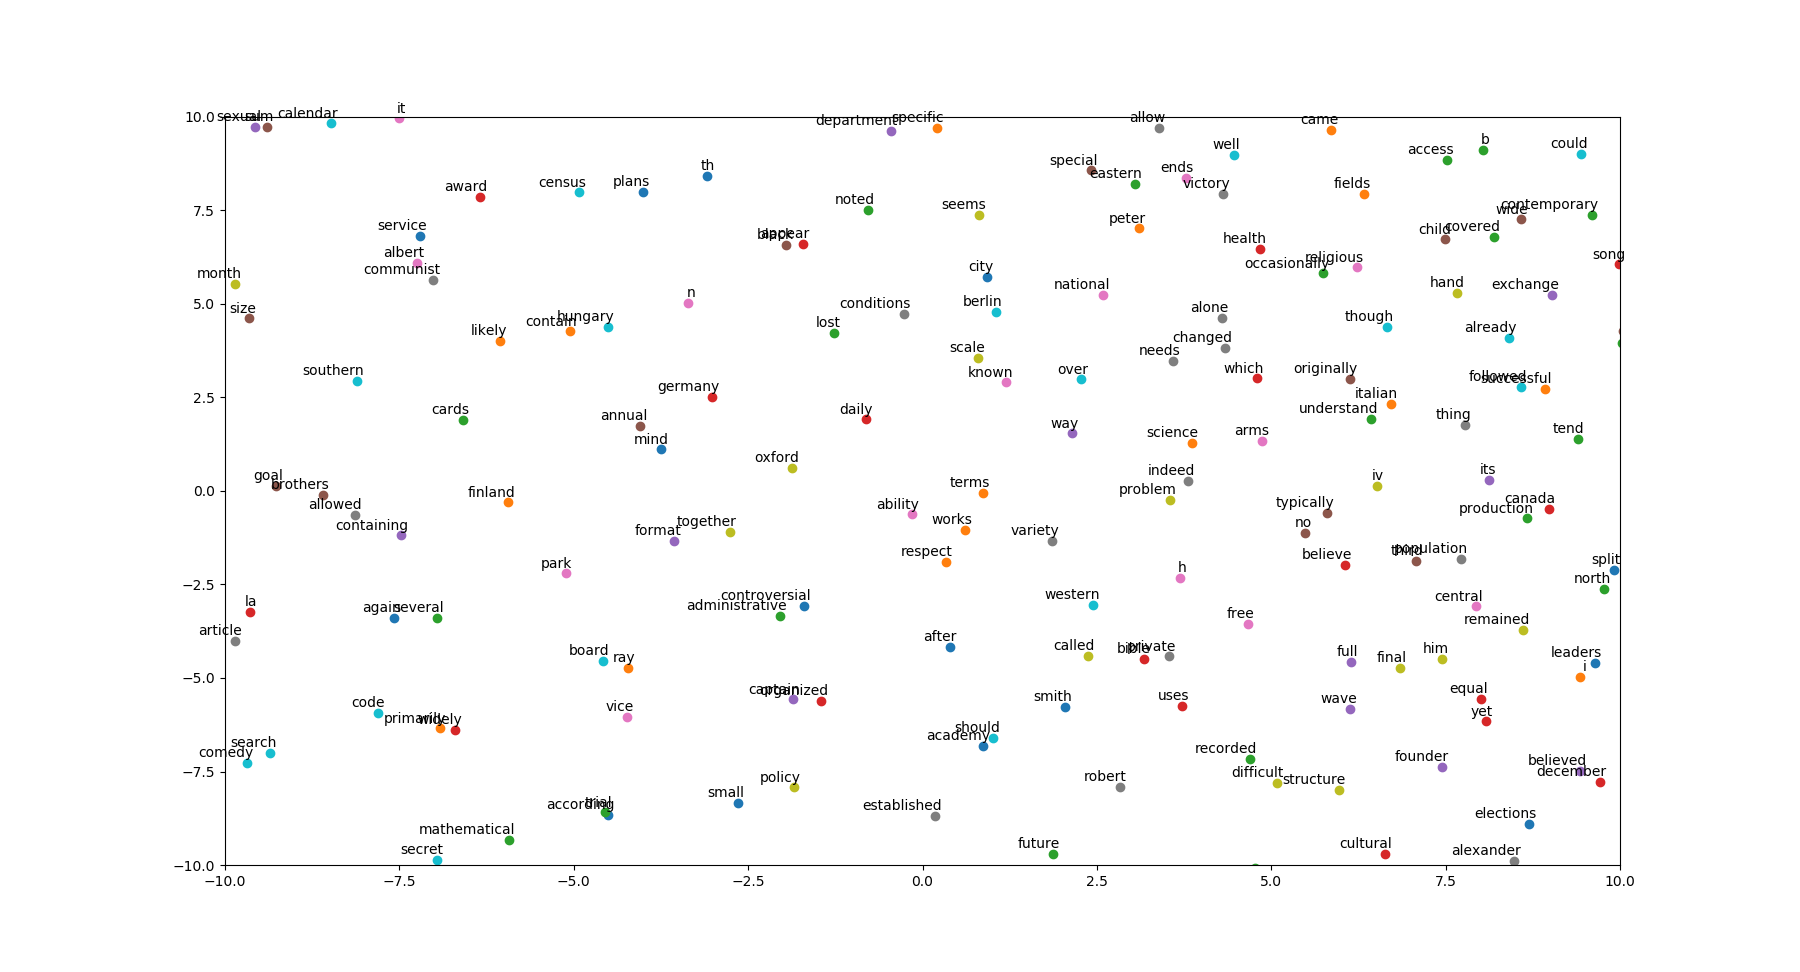 it
calendar
sexual
sum
10.0
department
specific
allow
came
b
could
well
access
special
ends
th
eastern
census
plans
award
victory
fields
noted
seems
contemporary
wide
7.5
peter
service
black
appear
child
covered
health
albert
song
religious
occasionally
communist
city
month
national
hand
exchange
n
size
5.0
conditions
berlin
alone
contain
hungary
lost
though
likely
already
changed
scale
needs
southern
known
over
which
originally
followed
successful
germany
italian
2.5
cards
annual
daily
understand
thing
way
science
arms
tend
mind
oxford
goal
indeed
its
iv
brothers
terms
0.0
finland
problem
canada
allowed
ability
typically
production
containing
together
works
no
format
variety
respect
believe
third
population
park
split
h
north
−2.5
la
controversial
western
central
again
several
administrative
free
remained
article
after
called
bible
private
full
him
board
ray
final
leaders
i
−5.0
captain
organized
smith
uses
wave
equal
code
vice
yet
primarily
widely
should
academy
search
comedy
recorded
founder
believed
−7.5
difficult
december
structure
policy
robert
small
according
trial
established
elections
mathematical
secret
future
cultural
alexander
−10.0
−10.0 −7.5 −5.0 −2.5 0.0 2.5 5.0 7.5 10.0